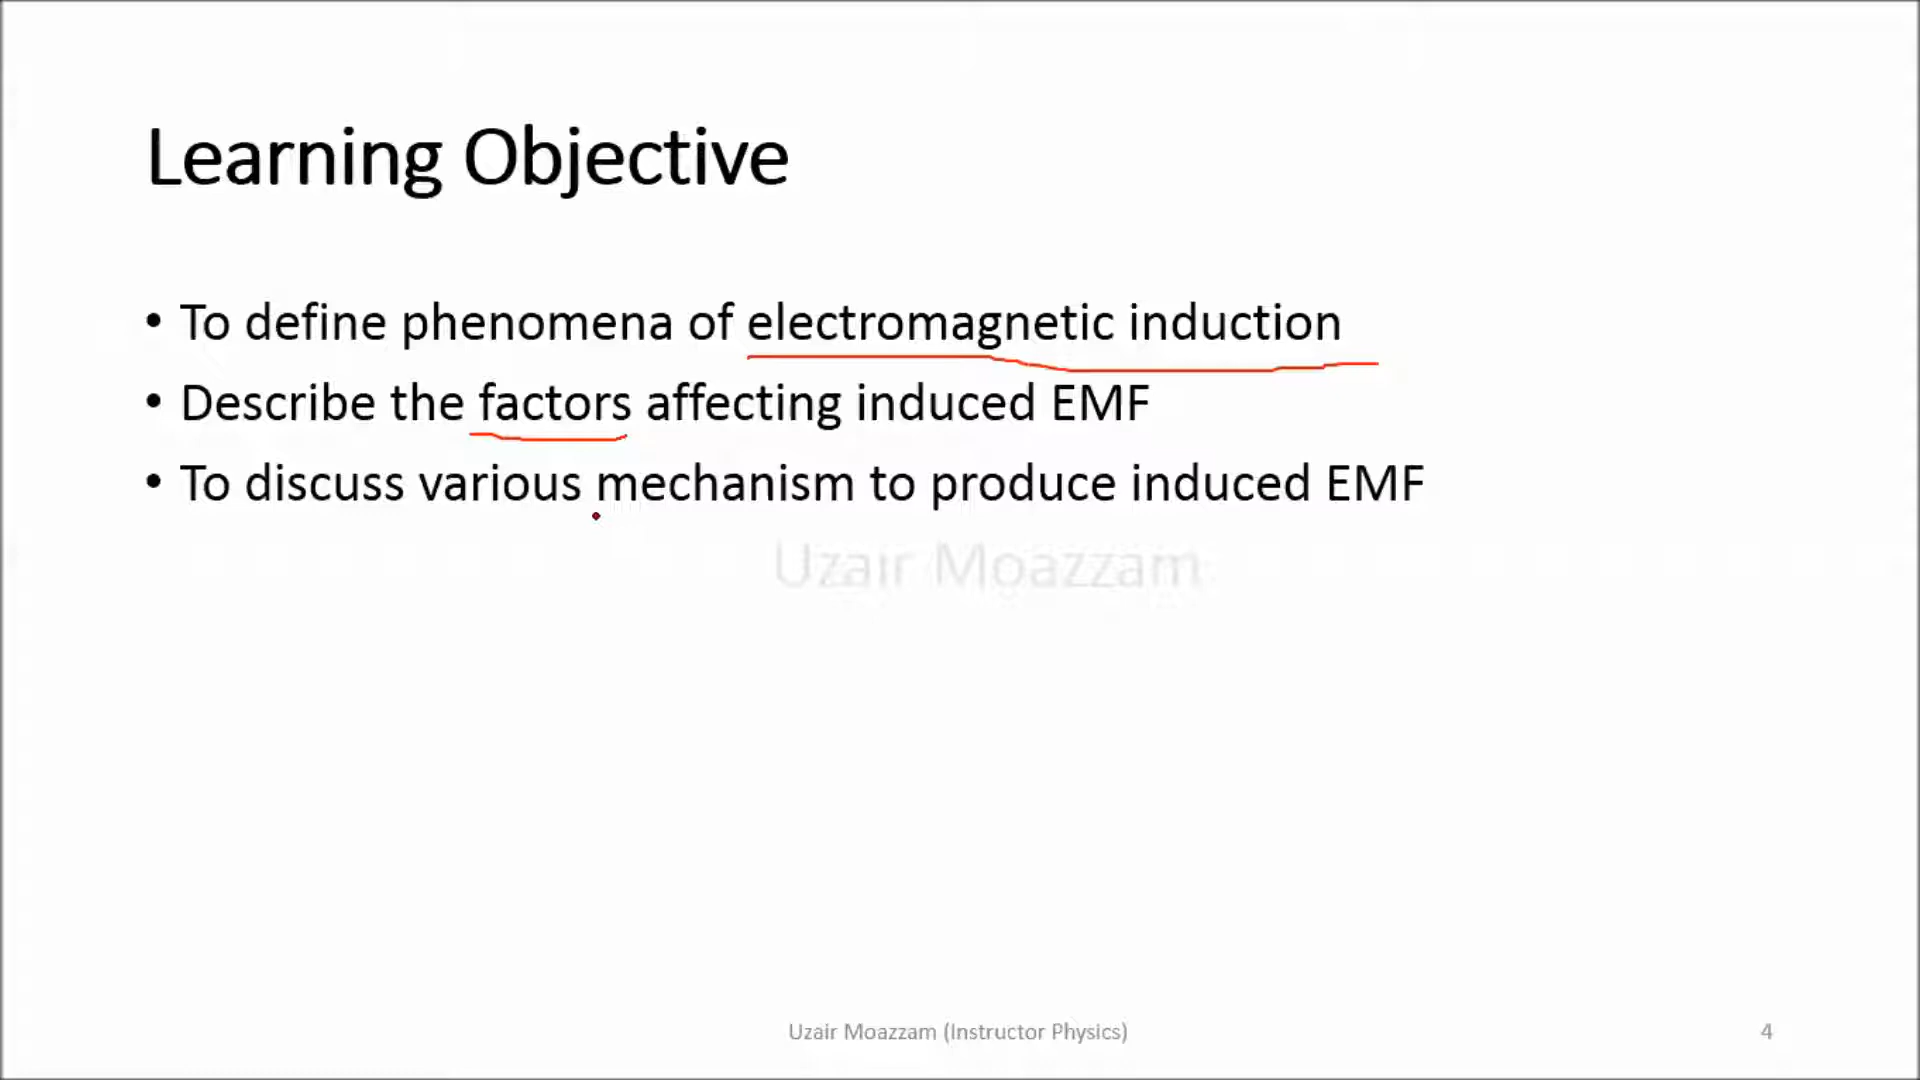 Learning Objective
• To define phenomena of electromagnetic induction
• Describe the factors affecting induced EMF
• To discuss various mechanism to produce induced EMF
Uzair Moazzam
Uzair Moazzam (Instructor Physics)
4